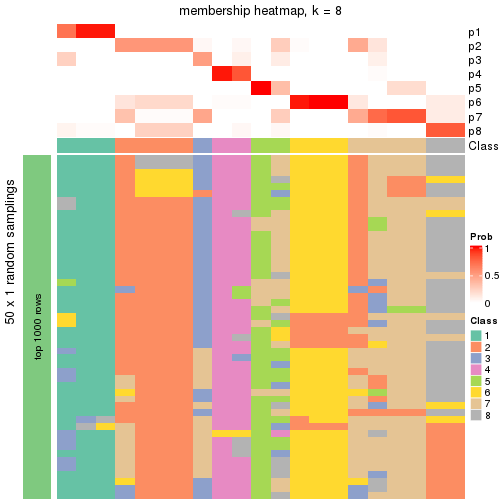 membership heatmap, k = 8
p1
p2
p3
p4
p5
p6
p7
p8
Class
50 x 1 random samplings
top 1000 rows
Prob
1
0.5
0
Class
1
2
3
4
5
6
7
8